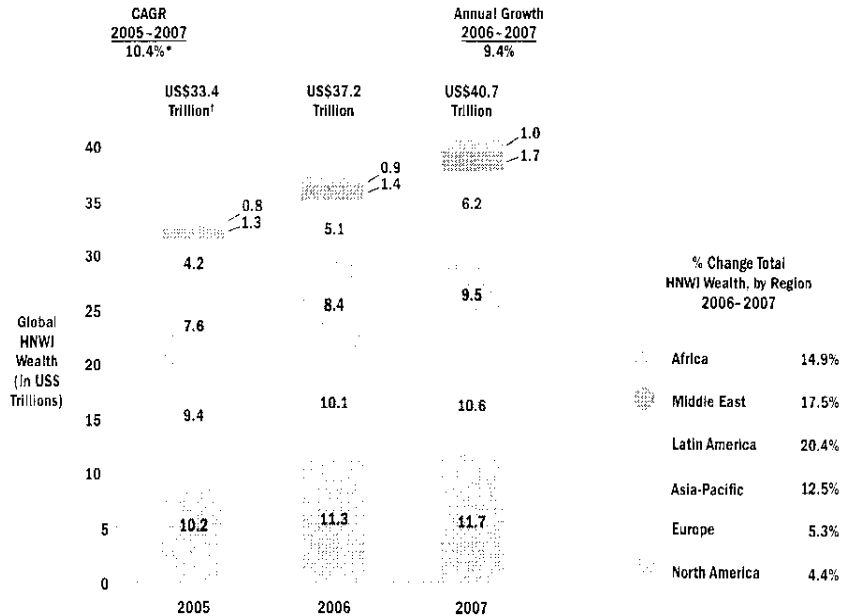 CAGR
2005–2007
10.4%*
Annual Growth
2006–2007
9.4%
US$33.4
Trillion†
US$37.2
Trillion
US$40.7
Trillion
Global
HNWI
Wealth
(in US$
Trillions)
40
35
30
25
20
15
10
5
0
0.8
1.3
4.2
7.6
9.4
10.2
0.9
1.4
5.1
8.4
10.1
11.3
1.0
1.7
6.2
9.5
10.6
11.7
2005
2006
2007
% Change Total
HNWI Wealth, by Region
2006–2007
Africa 14.9%
Middle East 17.5%
Latin America 20.4%
Asia-Pacific 12.5%
Europe 5.3%
North America 4.4%